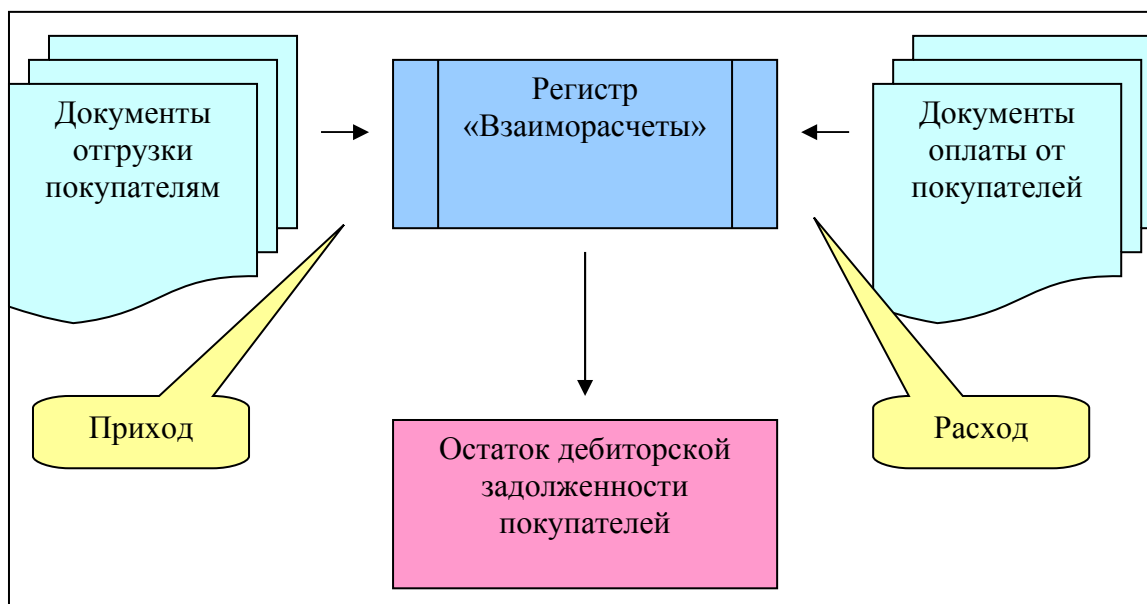 Документы
отгрузки
покупателям
Регистр
«Взаиморасчеты»
Документы
оплаты от
покупателей
Приход
Расход
Остаток дебиторской
задолженности
покупателей